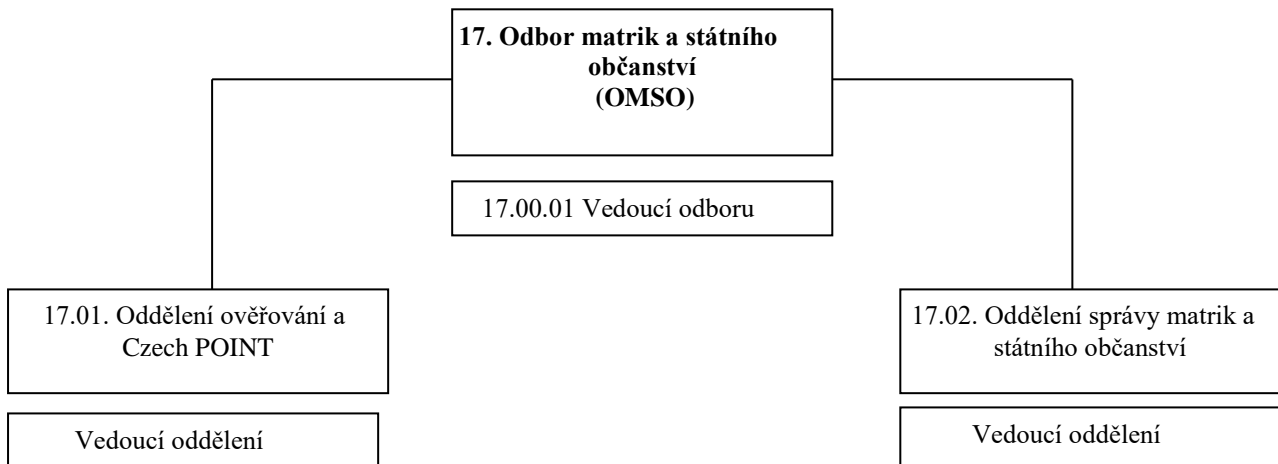 17. Odbor matrik a státního
občanství
(OMSO)
17.00.01 Vedoucí odboru
17.01. Oddělení ověřování a
Czech POINT
Vedoucí oddělení
17.02. Oddělení správy matrik a
státního občanství
Vedoucí oddělení